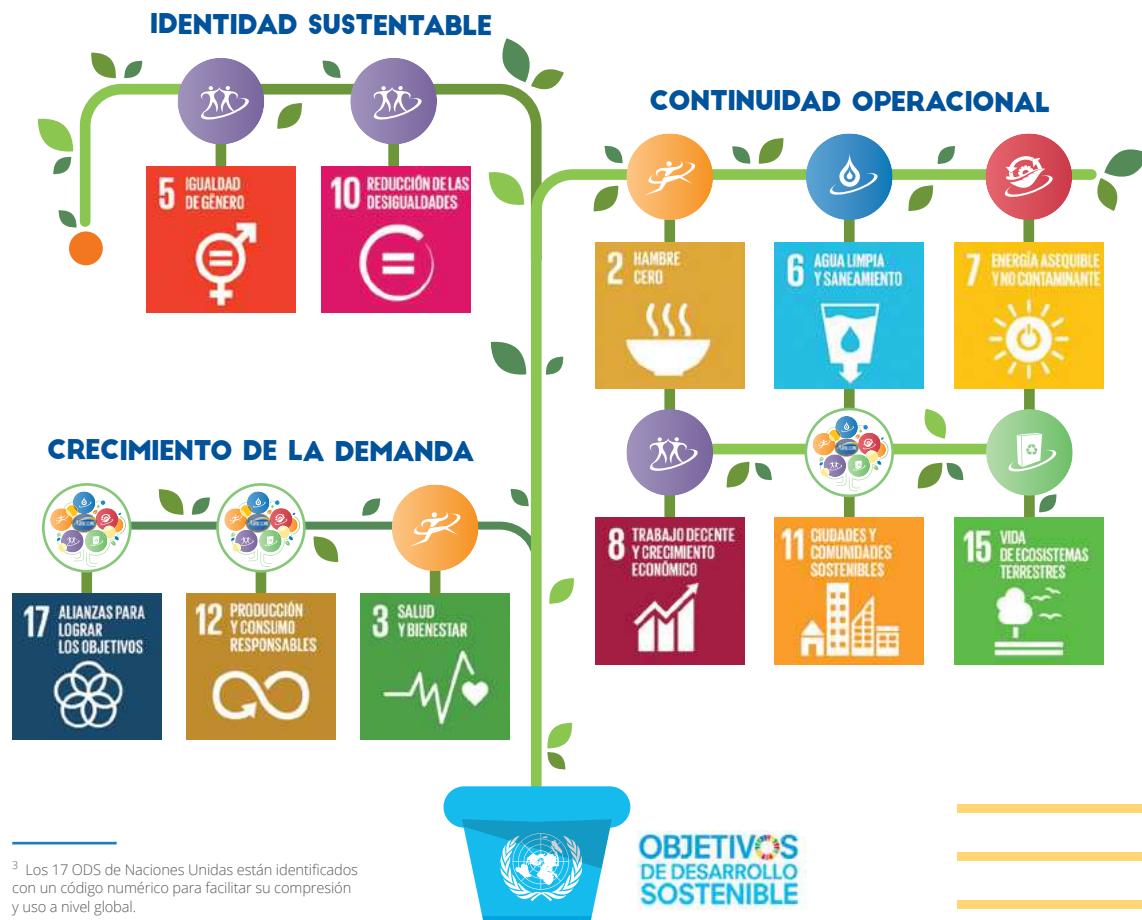 IDENTIDAD SUSTENTABLE
5 IGUALDAD
DE GÉNERO
10 REDUCCIÓN DE LAS
DESIGUALDADES
CONTINUIDAD OPERACIONAL
2 HAMBRE
CERO
6 AGUA LIMPIA
Y SANEAMIENTO
7 ENERGÍA ASEQUIBLE
Y NO CONTAMINANTE
8 TRABAJO DECENTE
Y CRECIMIENTO
ECONÓMICO
11 CIUDADES Y
COMUNIDADES
SOSTENIBLES
15 VIDA
DE ECOSISTEMAS
TERRESTRES
CRECIMIENTO DE LA DEMANDA
17 ALIANZAS PARA
LOGRAR
LOS OBJETIVOS
12 PRODUCCIÓN
Y CONSUMO
RESPONSABLES
3 SALUD
Y BIENESTAR
OBJETIVOS
DE DESARROLLO
SOSTENIBLE
3 Los 17 ODS de Naciones Unidas están identificados
con un código numérico para facilitar su compresión
y uso a nivel global.